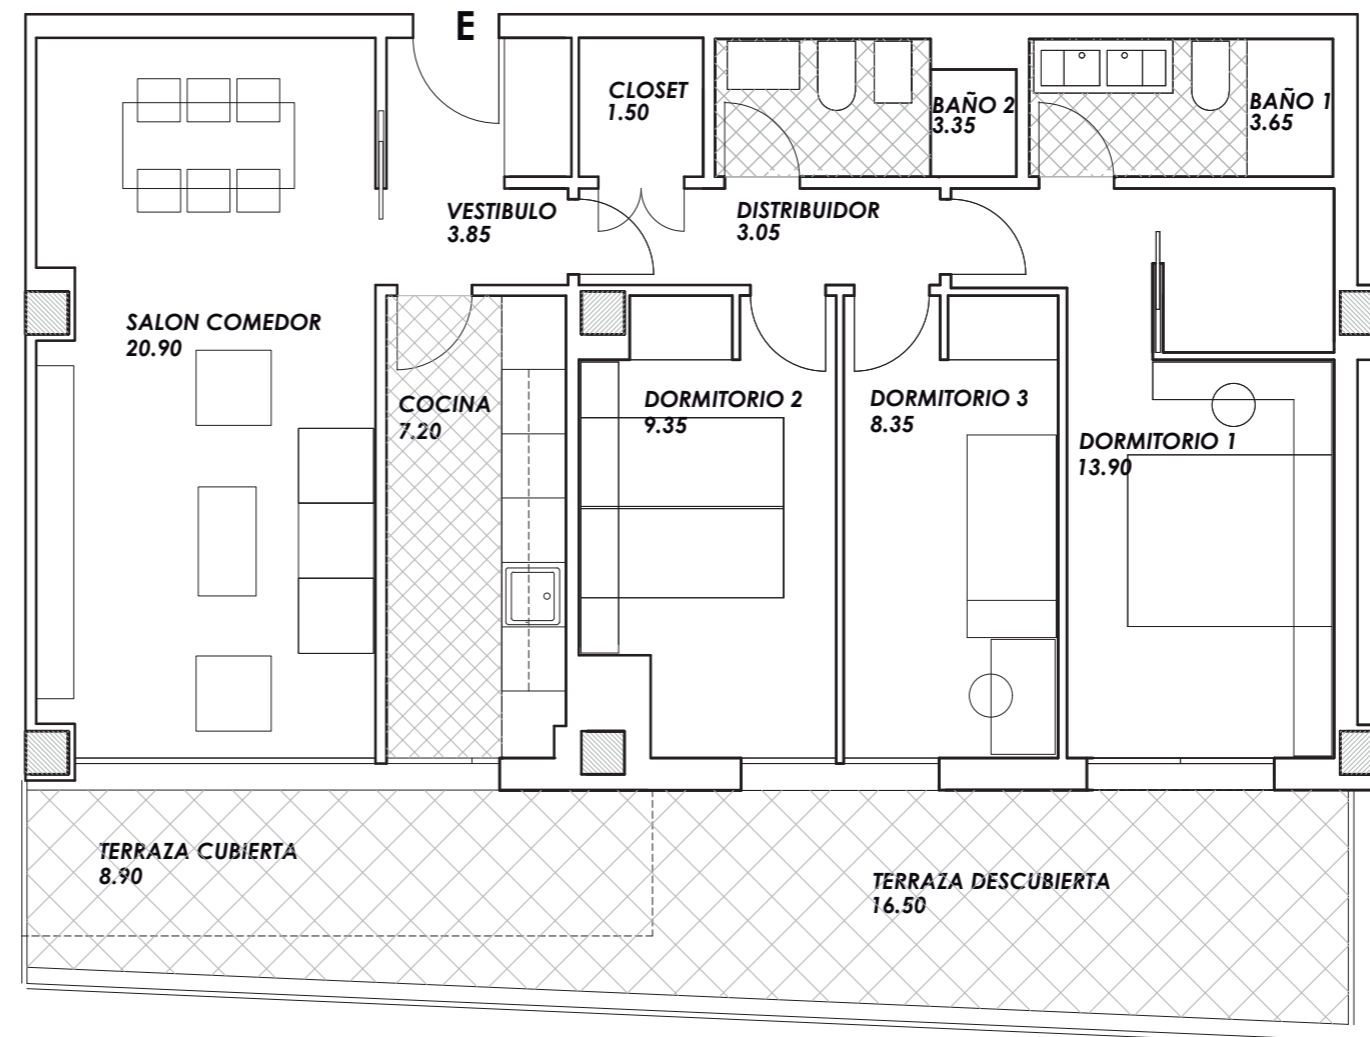 E
CLOSET
1.50
BAÑO 2
3.35
BAÑO 1
3.65
VESTIBULO
3.85
DISTRIBUIDOR
3.05
SALON COMEDOR
20.90
COCINA
7.20
DORMITORIO 2
9.35
DORMITORIO 3
8.35
DORMITORIO 1
13.90
TERRAZA CUBIERTA
8.90
TERRAZA DESCUBIERTA
16.50